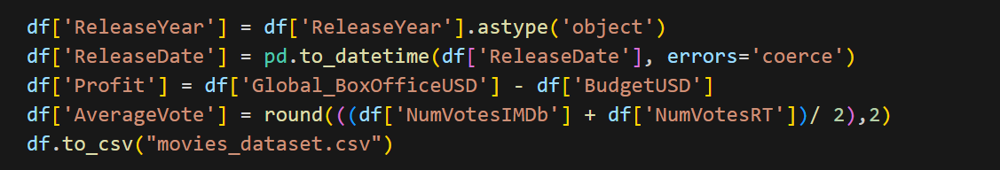 df['ReleaseYear'] = df['ReleaseYear'].astype('object')
df['ReleaseDate'] = pd.to_datetime(df['ReleaseDate'], errors='coerce')
df['Profit'] = df['Global_BoxOfficeUSD'] - df['BudgetUSD']
df['AverageVote'] = round(((df['NumVotesIMDb'] + df['NumVotesRT'])/ 2),2)
df.to_csv("movies_dataset.csv")